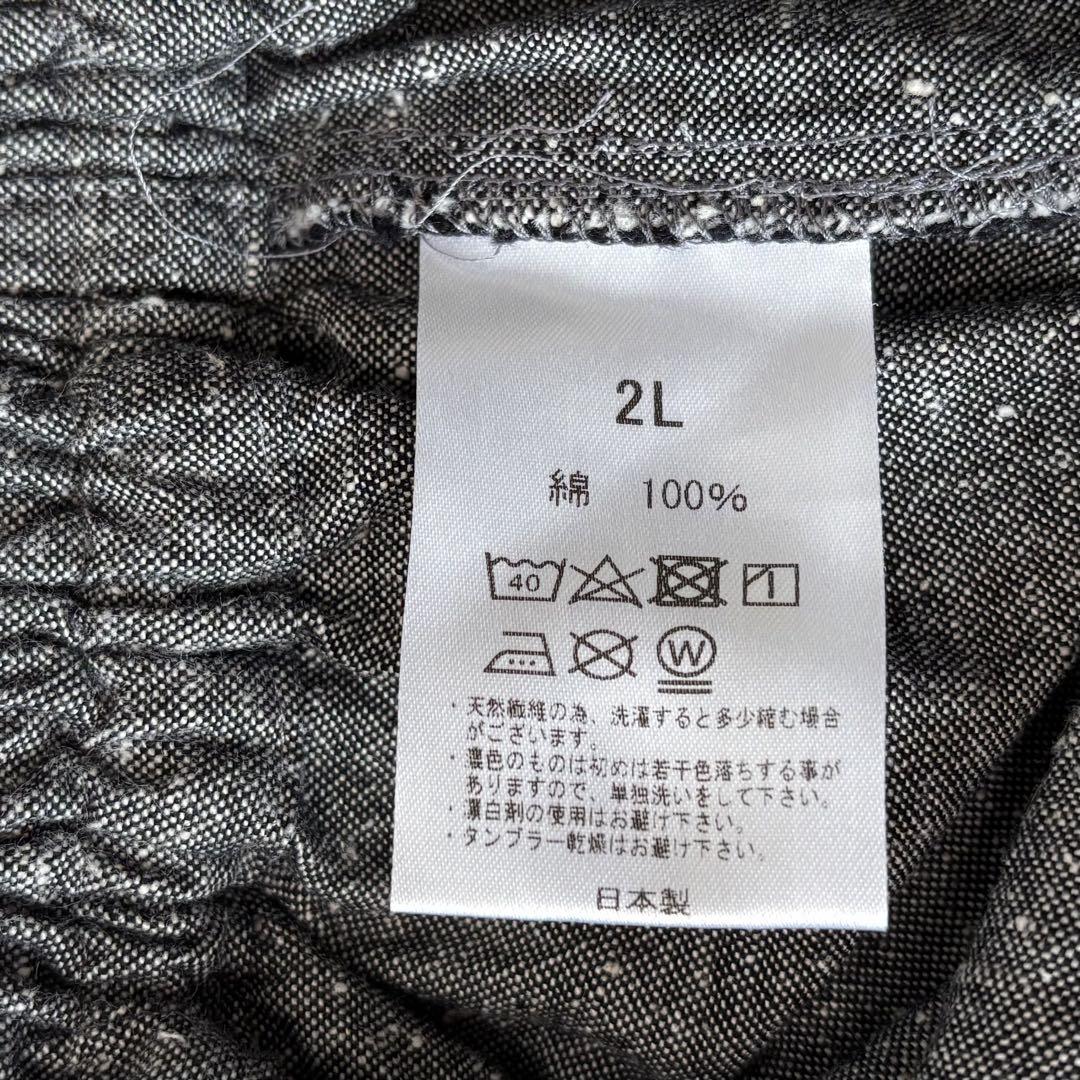 2L
綿 100%
40
W
・天然繊維の為、洗濯すると多少縮む場合
がございます。
・濃色のものは初めは若干色落ちする事が
ありますので、単独洗いをして下さい。
・漂白剤の使用はお避け下さい。
・タンブラー乾燥はお避け下さい。
日本製